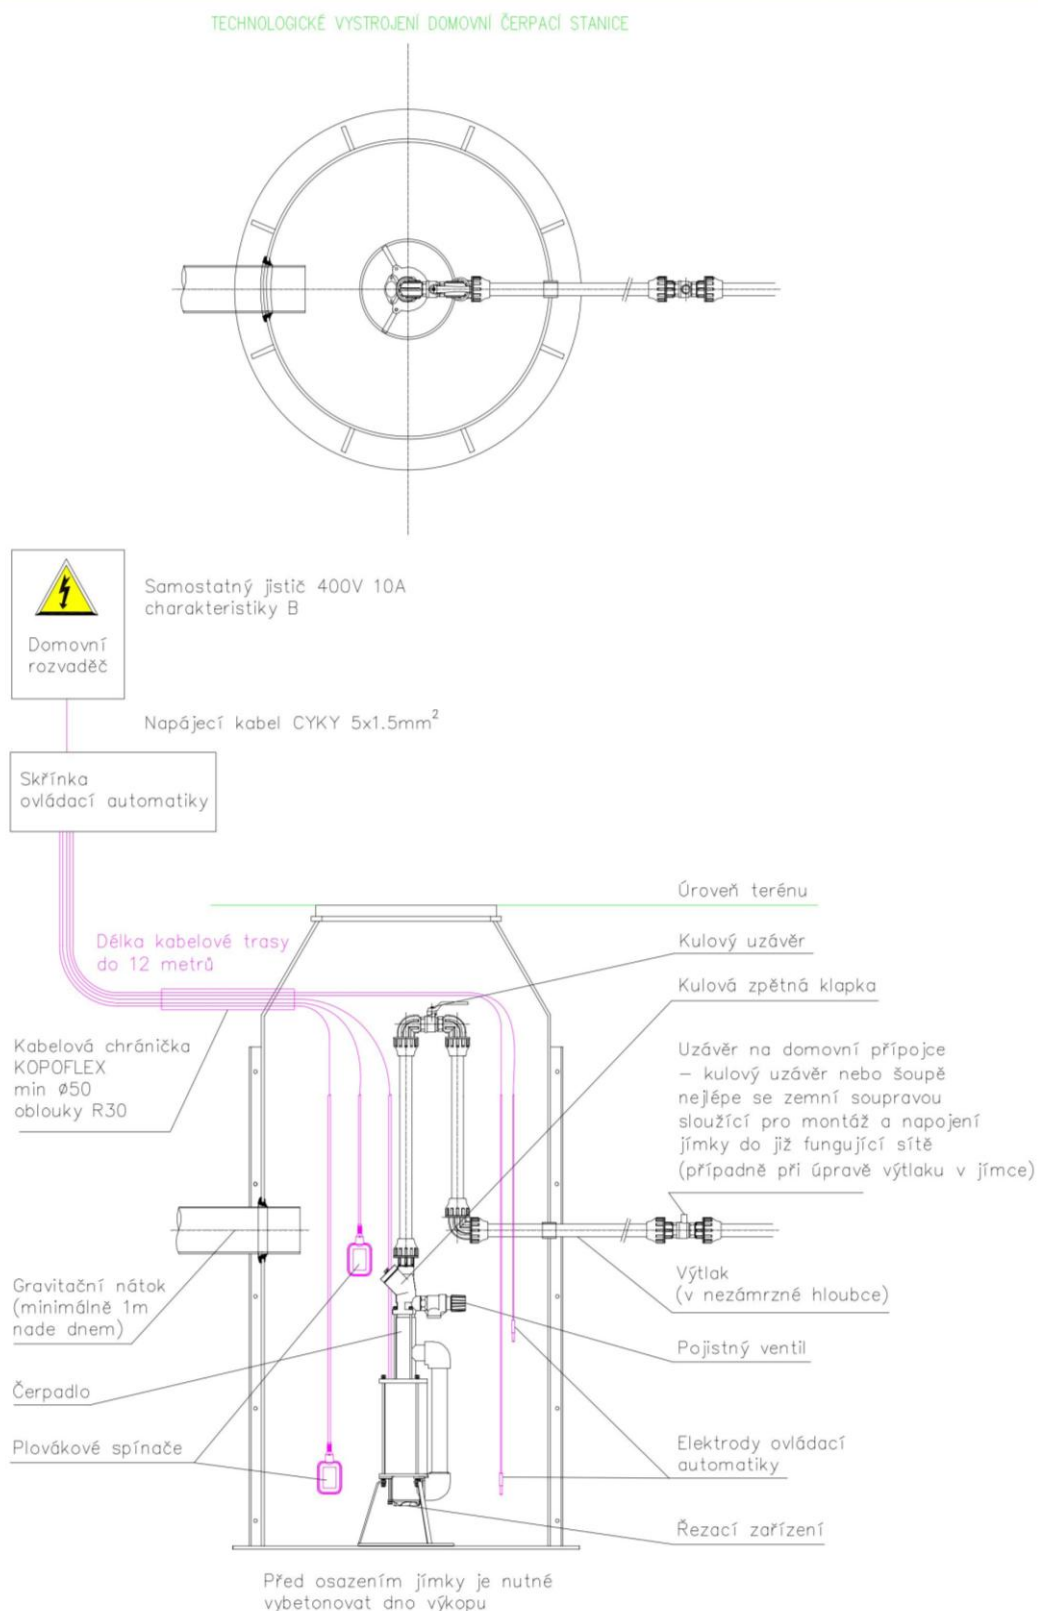 TECHNOLOGICKÉ VYSTROJENÍ DOMOVNÍ ČERPACÍ STANICE
Samostatný jistič 400V 10A
charakteristiky B
Domovní
rozvaděč
Napájecí kabel CYKY 5x1.5mm²
Skřínka
ovládací automatiky
Úroveň terénu
Délka kabelové trasy
do 12 metrů
Kulový uzávěr
Kulová zpětná klapka
Kabelová chránička
KOPOFLEX
min ø50
oblouky R30
Uzávěr na domovní přípojce
– kulový uzávěr nebo šoupě
nejlépe se zemní soupravou
sloužící pro montáž a napojení
jímky do již fungující sítě
(případně při úpravě výtlaku v jímce)
Gravitační nátok
(minimálně 1m
nade dnem)
Výtlak
(v nezámrzné hloubce)
Pojistný ventil
Čerpadlo
Plovákové spínače
Elektrody ovládací
automatiky
Řezací zařízení
Před osazením jímky je nutné
vybetonovat dno výkopu